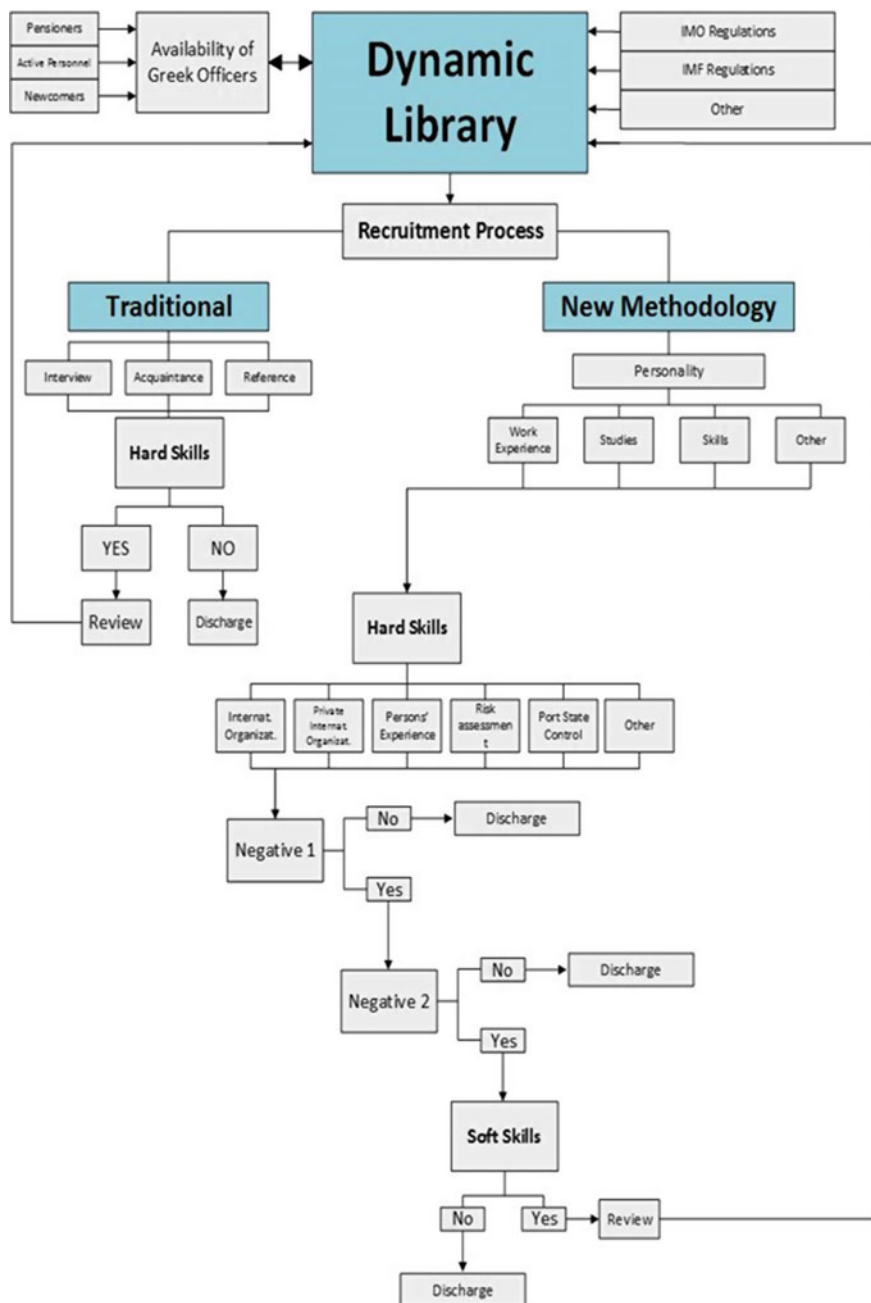 Pensioners
Active Personnel
Newcomers
Availability of
Greek Officers
Dynamic
Library
IMO Regulations
IMF Regulations
Other
Recruitment Process
Traditional
New Methodology
Interview
Acquaintance
Reference
Personality
Hard Skills
Work
Experience
Studies
Skills
Other
YES
NO
Review
Discharge
Hard Skills
Internat.
Organizat.
Private
Internat.
Organizat.
Persons'
Experience
Risk
assessmen
t
Port State
Control
Other
Negative 1
No
Discharge
Yes
Negative 2
No
Discharge
Yes
Soft Skills
No
Yes
Review
Discharge